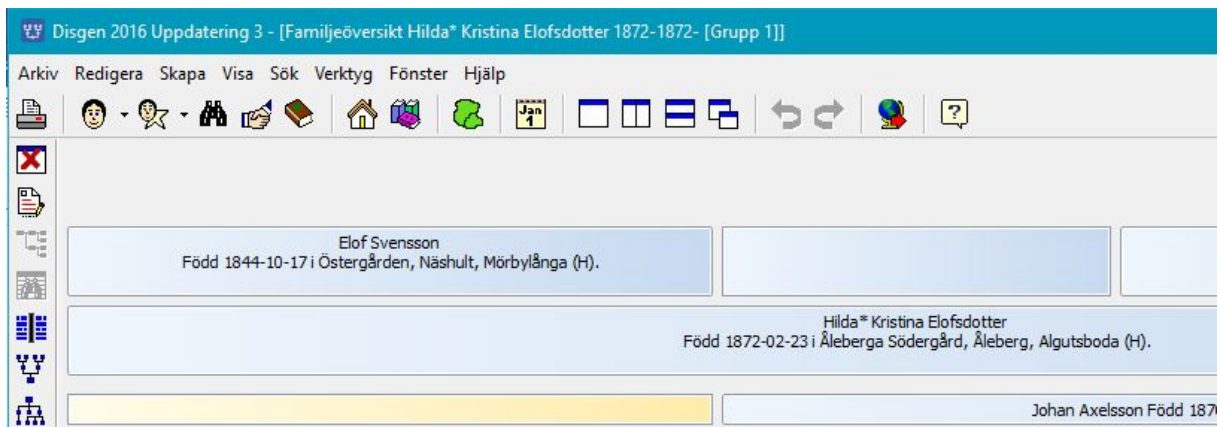 Disgen 2016 Uppdatering 3 - [Familjeöversikt Hilda* Kristina Elofsdotter 1872-1872- [Grupp 1]]
Arkiv Redigera Skapa Visa Sök Verktyg Fönster Hjälp
Jan
1
?
Elof Svensson
Född 1844-10-17 i Östergården, Näshult, Mörbylånga (H).
Hilda* Kristina Elofsdotter
Född 1872-02-23 i Åleberga Södergård, Åleberg, Algutsboda (H).
Johan Axelsson Född